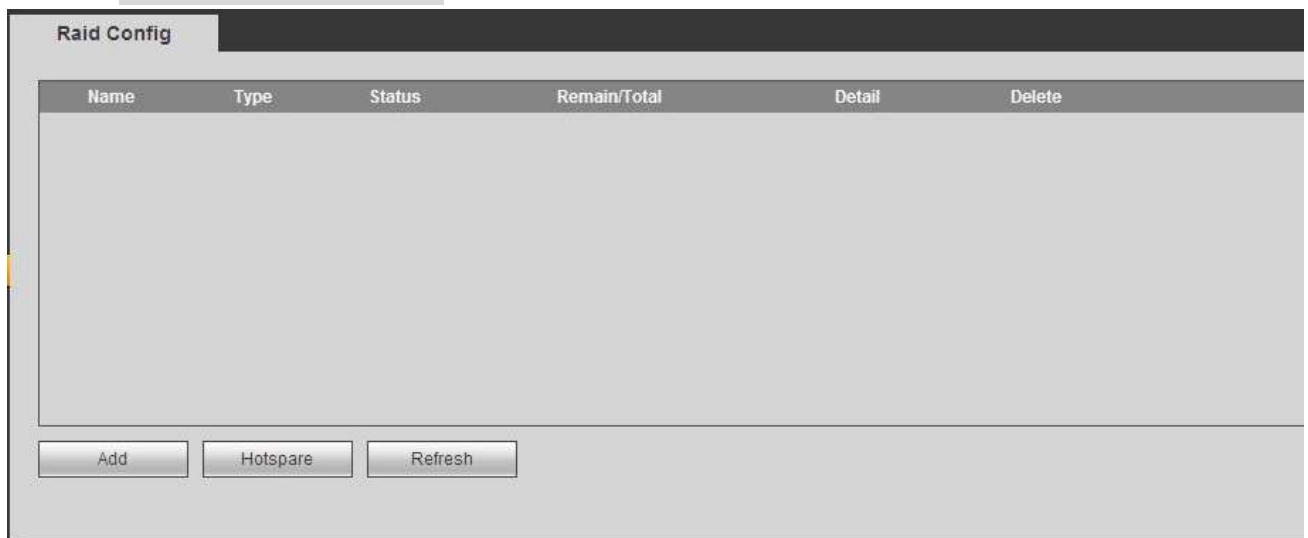 Raid Config
Name Type Status Remain/Total Detail Delete
Add Hotspare Refresh